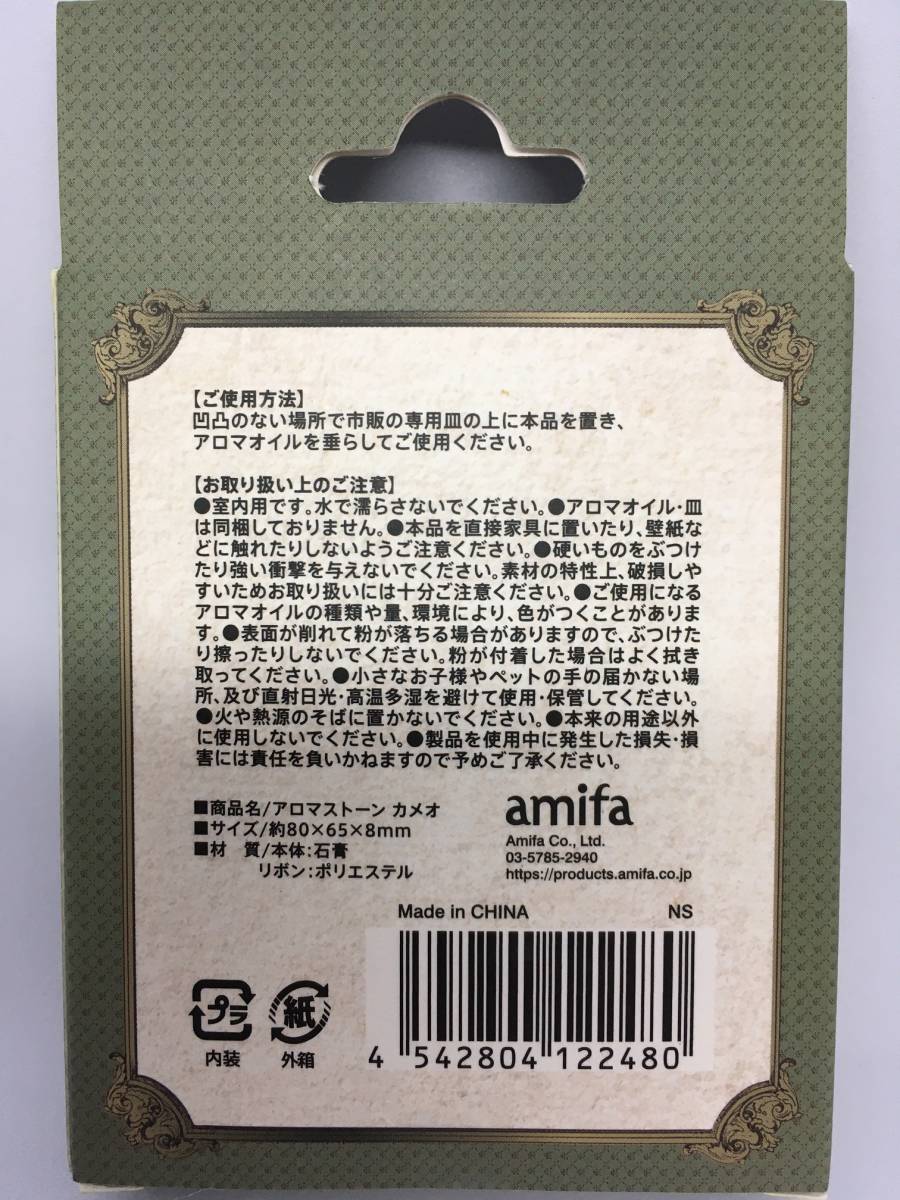 【ご使用方法】
凹凸のない場所で市販の専用皿の上に本品を置き、
アロマオイルを垂らしてご使用ください。
【お取り扱い上のご注意】
●室内用です。水で濡らさないでください。●アロマオイル・皿
は同梱しておりません。●本品を直接家具に置いたり、壁紙な
どに触れたりしないようご注意ください。●硬いものをぶつけ
たり強い衝撃を与えないでください。素材の特性上、破損しや
すいためお取り扱いには十分ご注意ください。●ご使用になる
アロマオイルの種類や量、環境により、色がつくことがありま
す。●表面が削れて粉が落ちる場合がありますので、ぶつけた
り擦ったりしないでください。粉が付着した場合はよく拭き
取ってください。●小さなお子様やペットの手の届かない場
所、及び直射日光・高温多湿を避けて使用・保管してください。
●火や熱源のそばに置かないでください。●本来の用途以外
に使用しないでください。●製品を使用中に発生した損失・損
害には責任を負いかねますので予めご了承ください。
■商品名/アロマストーン カメオ
■サイズ/約80×65×8mm
■材 質/本体:石膏
リボン:ポリエステル
amifa
Amifa Co., Ltd.
03-5785-2940
https://products.amifa.co.jp
Made in CHINA NS
プラ
内装
紙
外箱
4 542804 122480